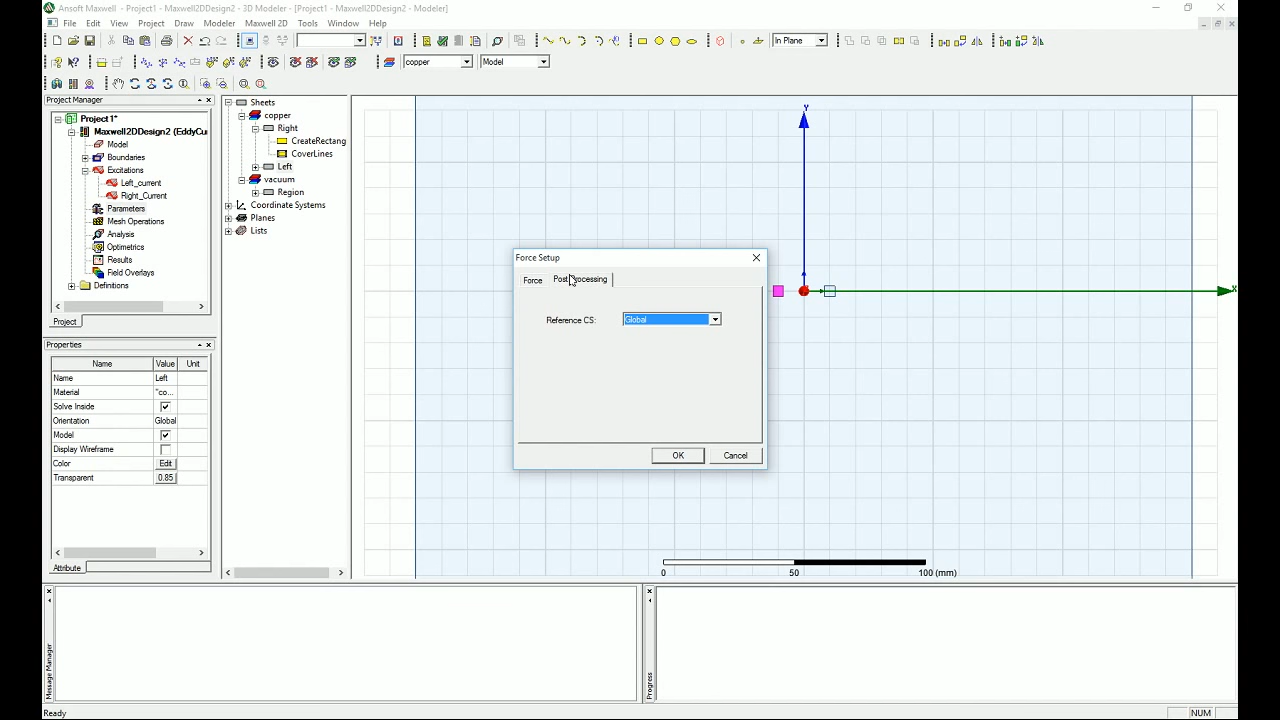 Ansoft Maxwell - Project1 - Maxwell2DDesign2 - 3D Modeler - [Project1 - Maxwell2DDesign2 - Modeler]
File Edit View Project Draw Modeler Maxwell 2D Tools Window Help
In Plane
copper Model
Project Manager
Project1*
Maxwell2DDesign2 (EddyCu
Model
Boundaries
Excitations
Left_current
Right_Current
Parameters
Mesh Operations
Analysis
Optimetrics
Results
Field Overlays
Definitions
Project
Sheets
copper
Right
CreateRectang
CoverLines
Left
vacuum
Region
Coordinate Systems
Planes
Lists
Properties
Name Value Unit
Name Left
Material "co...
Solve Inside
Orientation Global
Model
Display Wireframe
Color Edit
Transparent 0.85
Attribute
Y
X
Force Setup
Force Post Processing
Reference CS: Global
OK Cancel
0 50 100 (mm)
Message Manager
Progress
Ready NUM